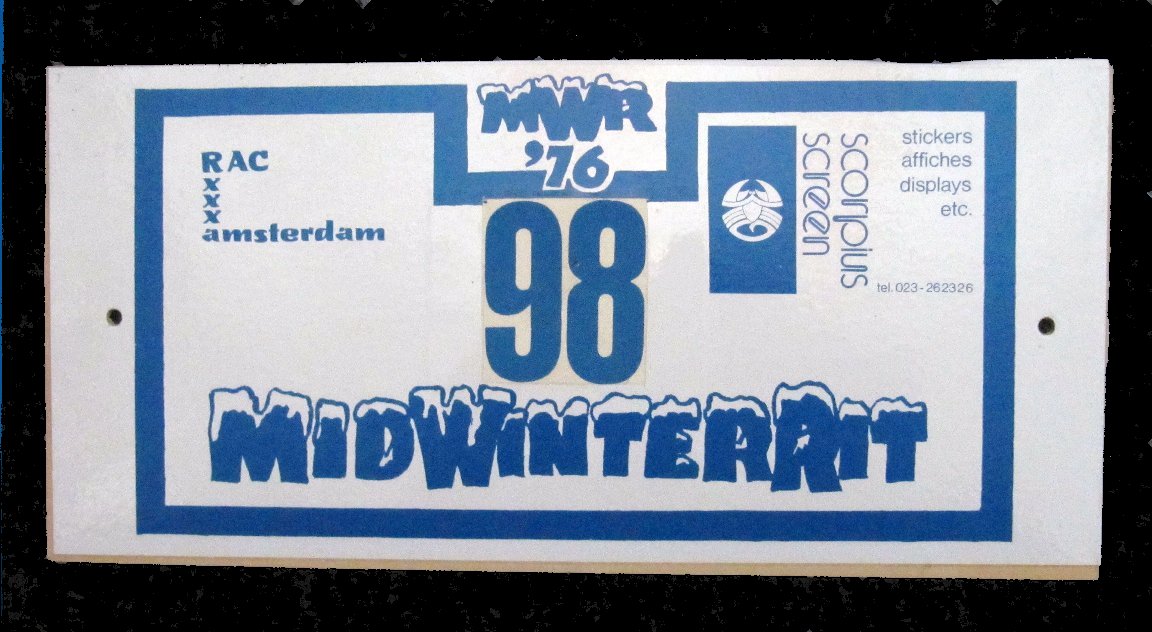 MWR
'76
RAC
x
x
x
amsterdam
98
scorpius
screen
stickers
affiches
displays
etc.
tel. 023-262326
MIDWINTERRIT